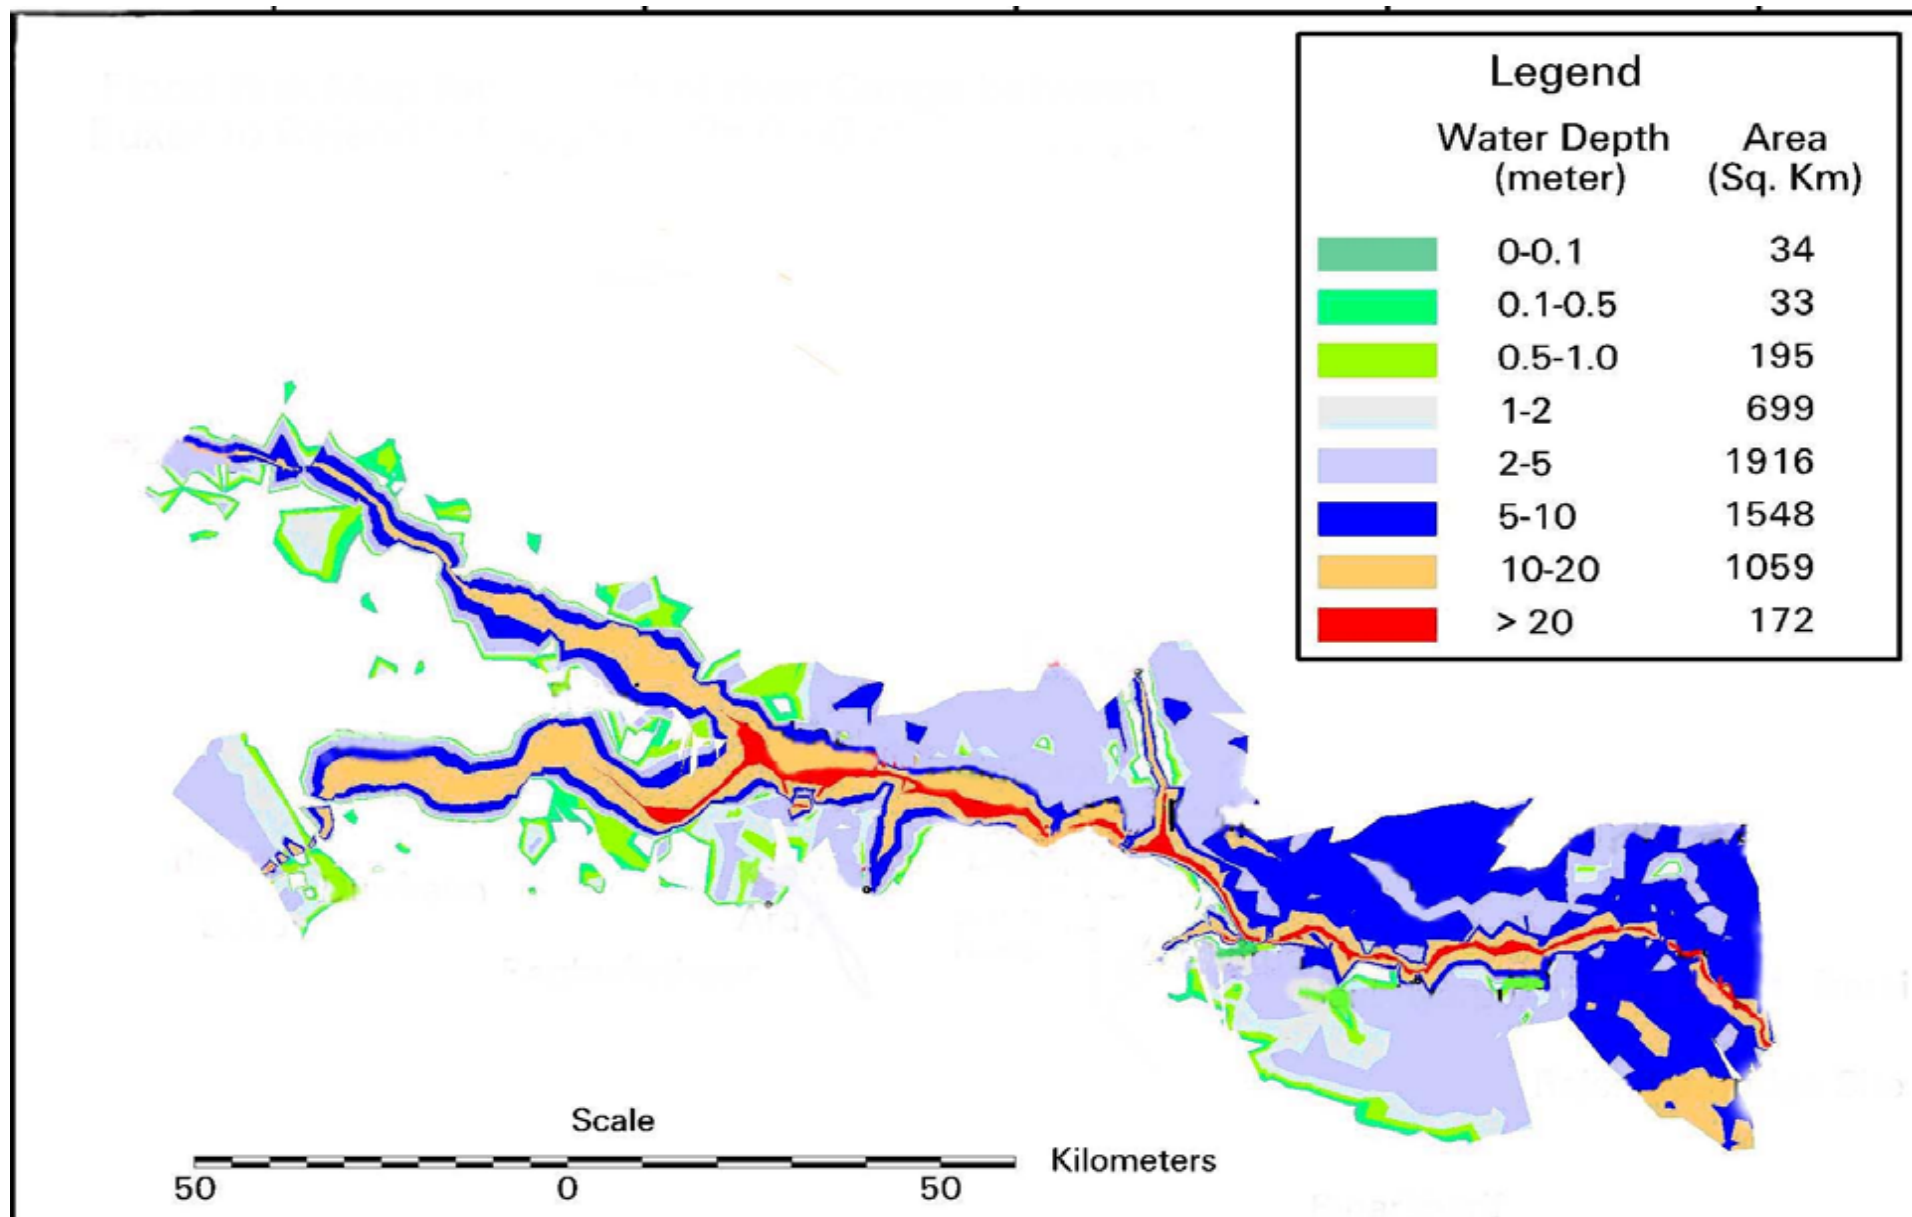 Legend
Water Depth (meter) Area (Sq. Km)
0-0.1 34
0.1-0.5 33
0.5-1.0 195
1-2 699
2-5 1916
5-10 1548
10-20 1059
> 20 172
Scale
Kilometers
50 0 50